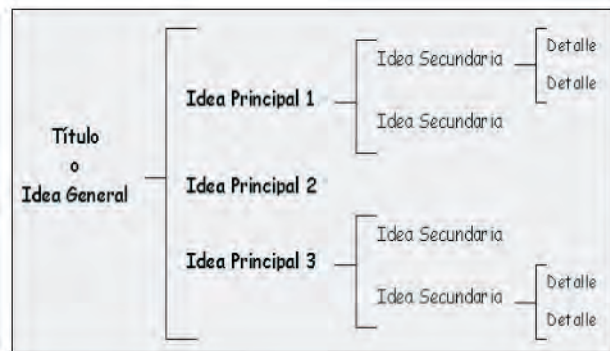 Título
o
Idea General
Idea Principal 1
Idea Secundaria
Detalle
Detalle
Idea Secundaria
Idea Principal 2
Idea Principal 3
Idea Secundaria
Idea Secundaria
Detalle
Detalle